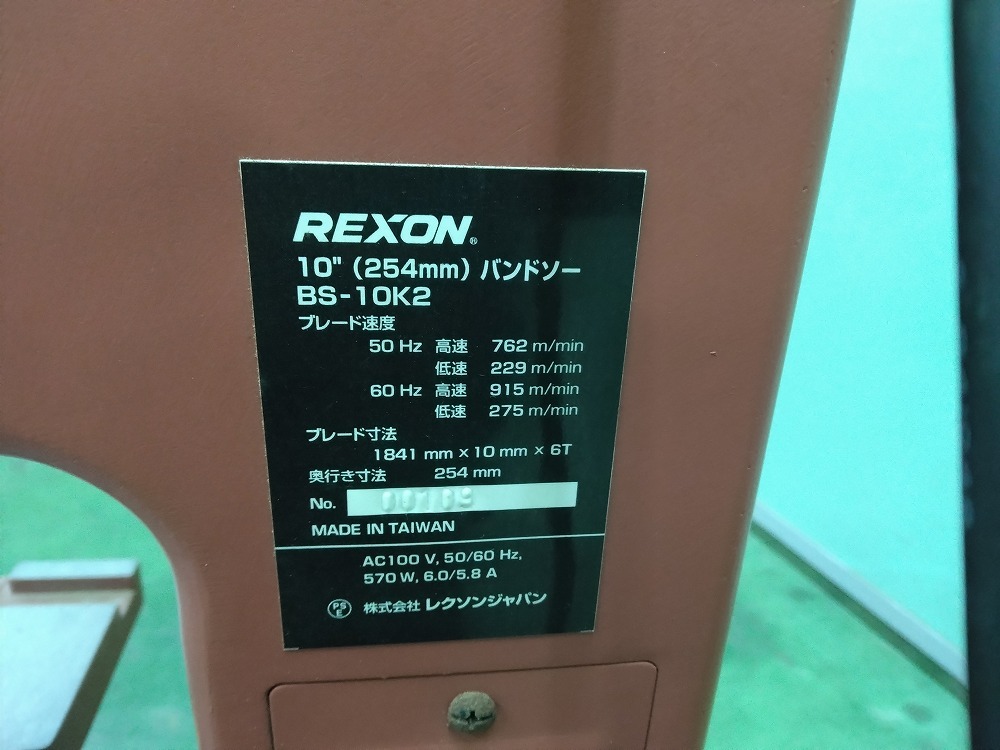 REXON®
10" (254mm) バンドソー
BS-10K2
ブレード速度
50 Hz 高速 762 m/min
低速 229 m/min
60 Hz 高速 915 m/min
低速 275 m/min
ブレード寸法
1841 mm × 10 mm × 6T
奥行き寸法 254 mm
No.
MADE IN TAIWAN
AC100 V, 50/60 Hz,
570 W, 6.0/5.8 A
PS
E
株式会社 レクソンジャパン